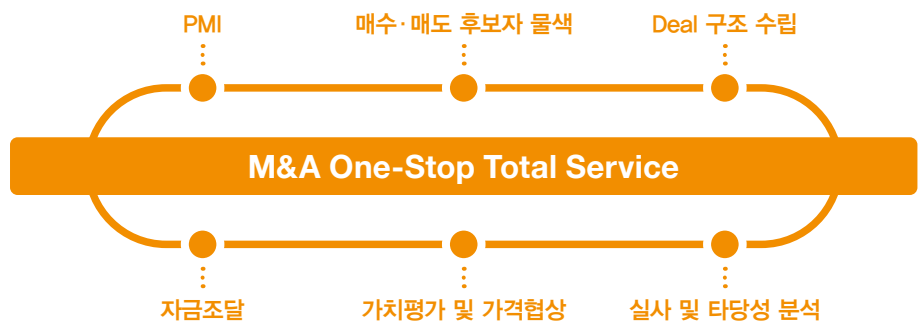 PMI
매수·매도 후보자 물색
Deal 구조 수립
M&A One-Stop Total Service
자금조달
가치평가 및 가격협상
실사 및 타당성 분석